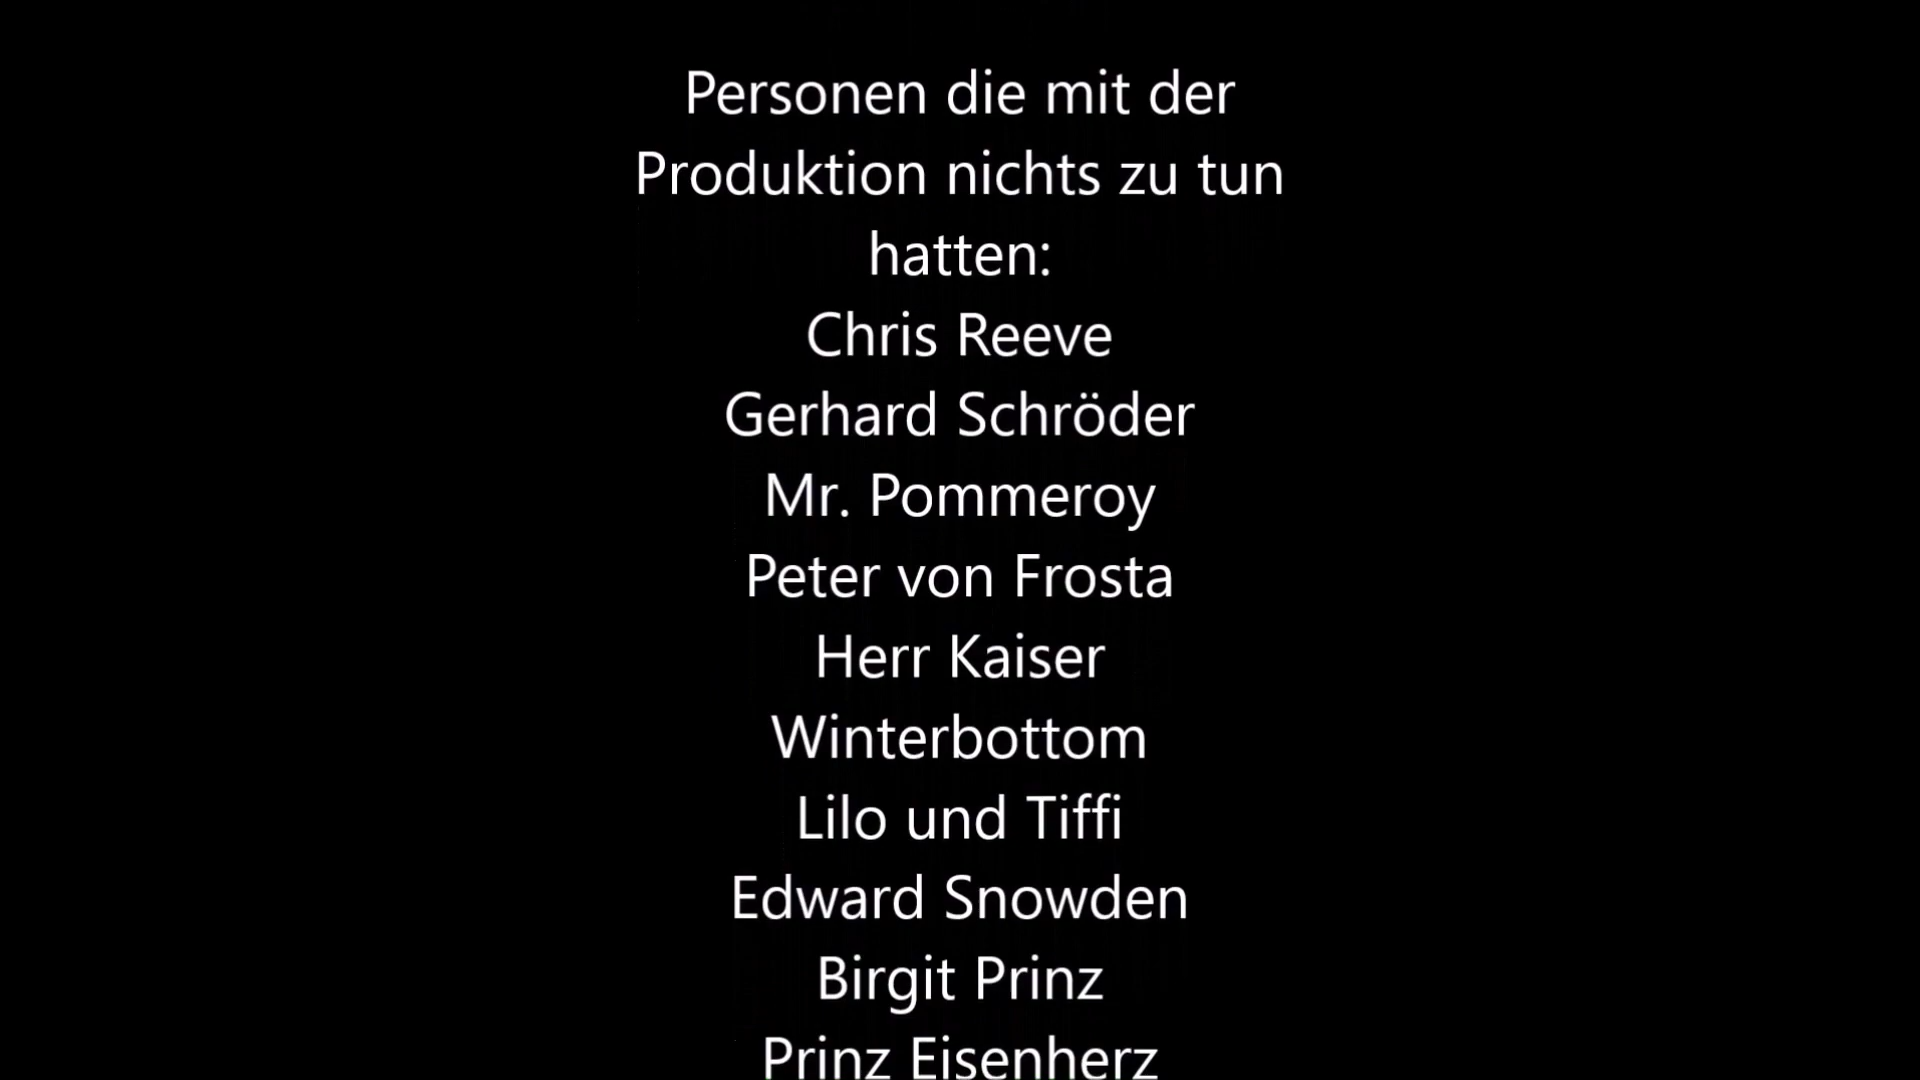 Personen die mit der
Produktion nichts zu tun
hatten:
Chris Reeve
Gerhard Schröder
Mr. Pommeroy
Peter von Frosta
Herr Kaiser
Winterbottom
Lilo und Tiffi
Edward Snowden
Birgit Prinz
Prinz Eisenherz